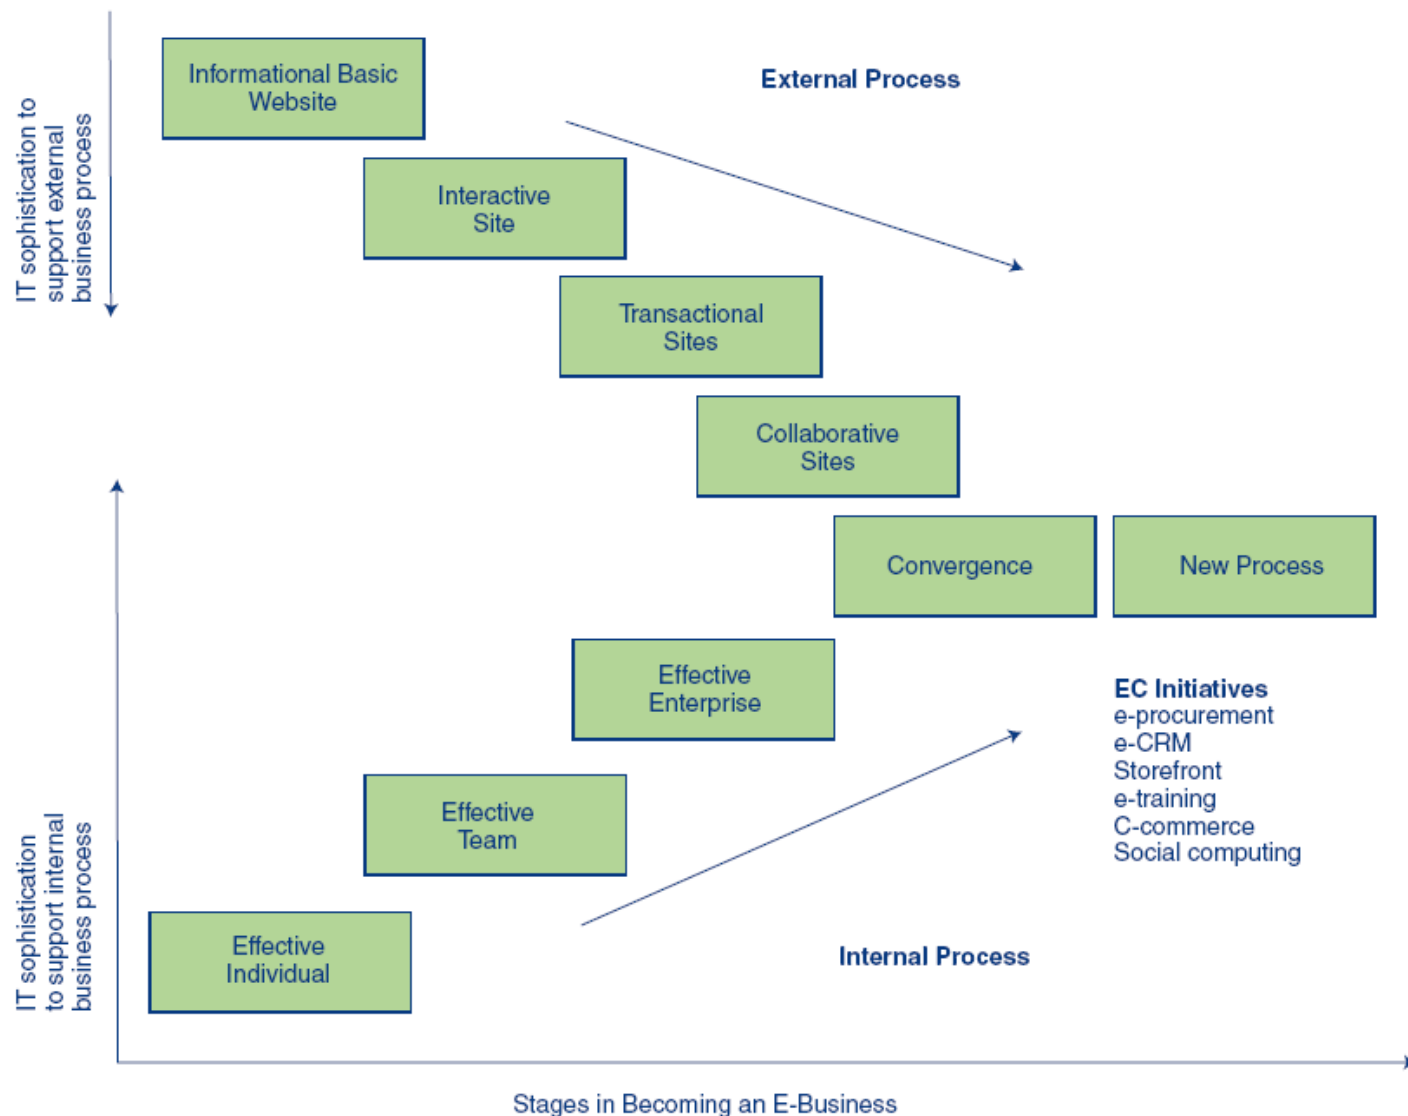 IT sophistication to
support external
business process
Informational Basic
Website
External Process
Interactive
Site
Transactional
Sites
Collaborative
Sites
Convergence
New Process
Effective
Enterprise
EC Initiatives
e-procurement
e-CRM
Storefront
e-training
C-commerce
Social computing
Effective
Team
IT sophistication
to support internal
business process
Effective
Individual
Internal Process
Stages in Becoming an E-Business